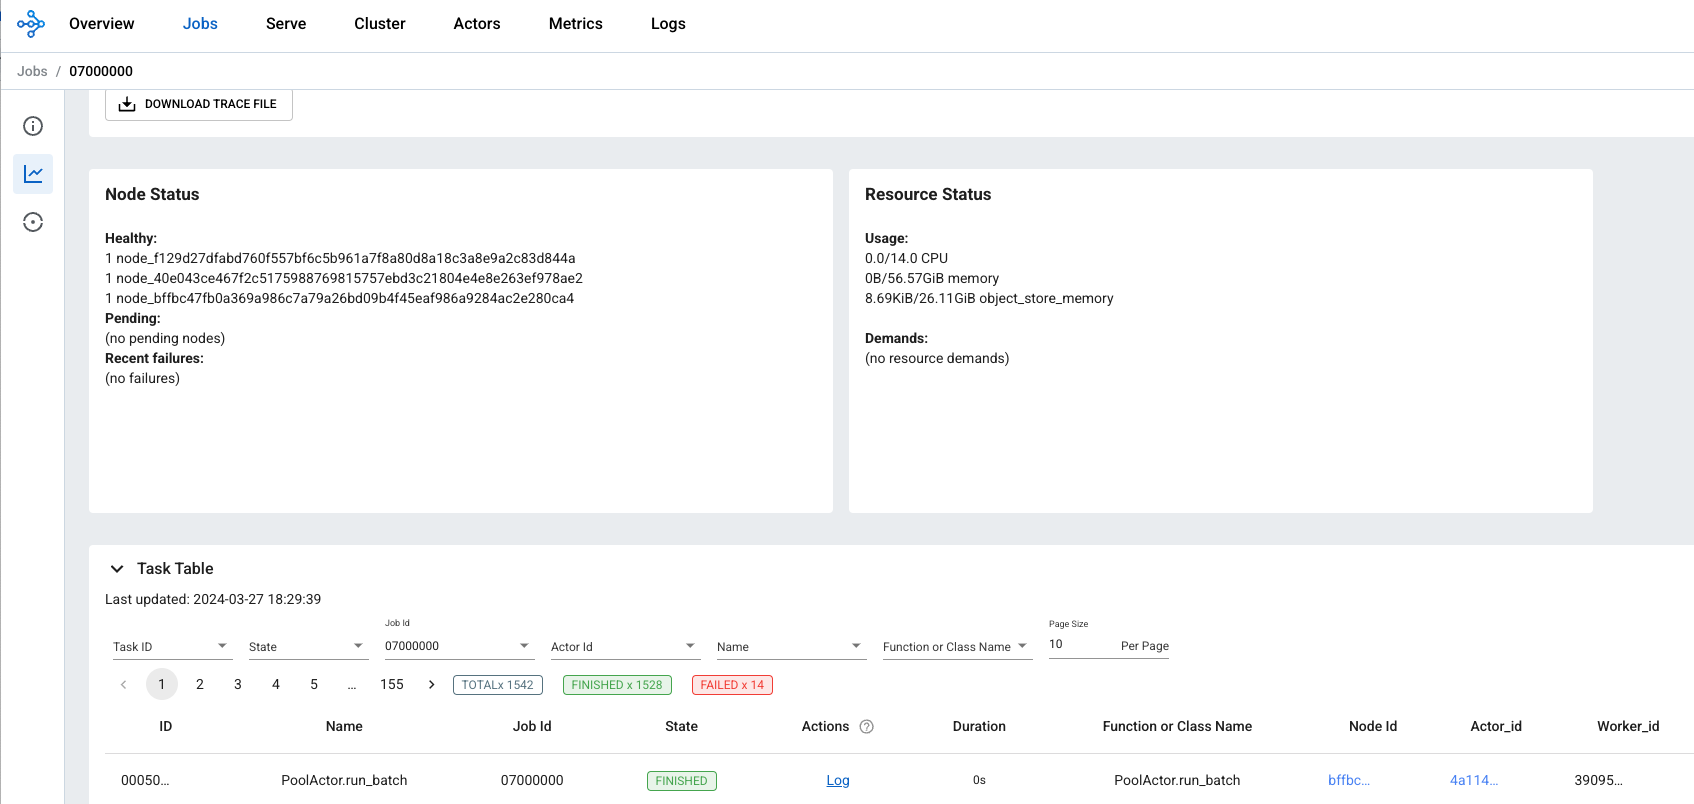 Overview Jobs Serve Cluster Actors Metrics Logs
Jobs / 07000000
DOWNLOAD TRACE FILE
Node Status
Healthy:
1 node_f129d27dfabd760f557bf6c5b961a7f8a80d8a18c3a8e9a2c83d844a
1 node_40e043ce467f2c5175988769815757ebd3c21804e4e8e263ef978ae2
1 node_bffbc47fb0a369a986c7a79a26bd09b4f45eaf986a9284ac2e280ca4
Pending:
(no pending nodes)
Recent failures:
(no failures)
Resource Status
Usage:
0.0/14.0 CPU
0B/56.57GiB memory
8.69KiB/26.11GiB object_store_memory
Demands:
(no resource demands)
Task Table
Last updated: 2024-03-27 18:29:39
Task ID State Job Id 07000000 Actor Id Name Function or Class Name Page Size 10 Per Page
1 2 3 4 5 ... 155 TOTALx 1542 FINISHED x 1528 FAILED x 14
ID Name Job Id State Actions Duration Function or Class Name Node Id Actor_id Worker_id
00050... PoolActor.run_batch 07000000 FINISHED Log 0s PoolActor.run_batch bffbc... 4a114... 39095...